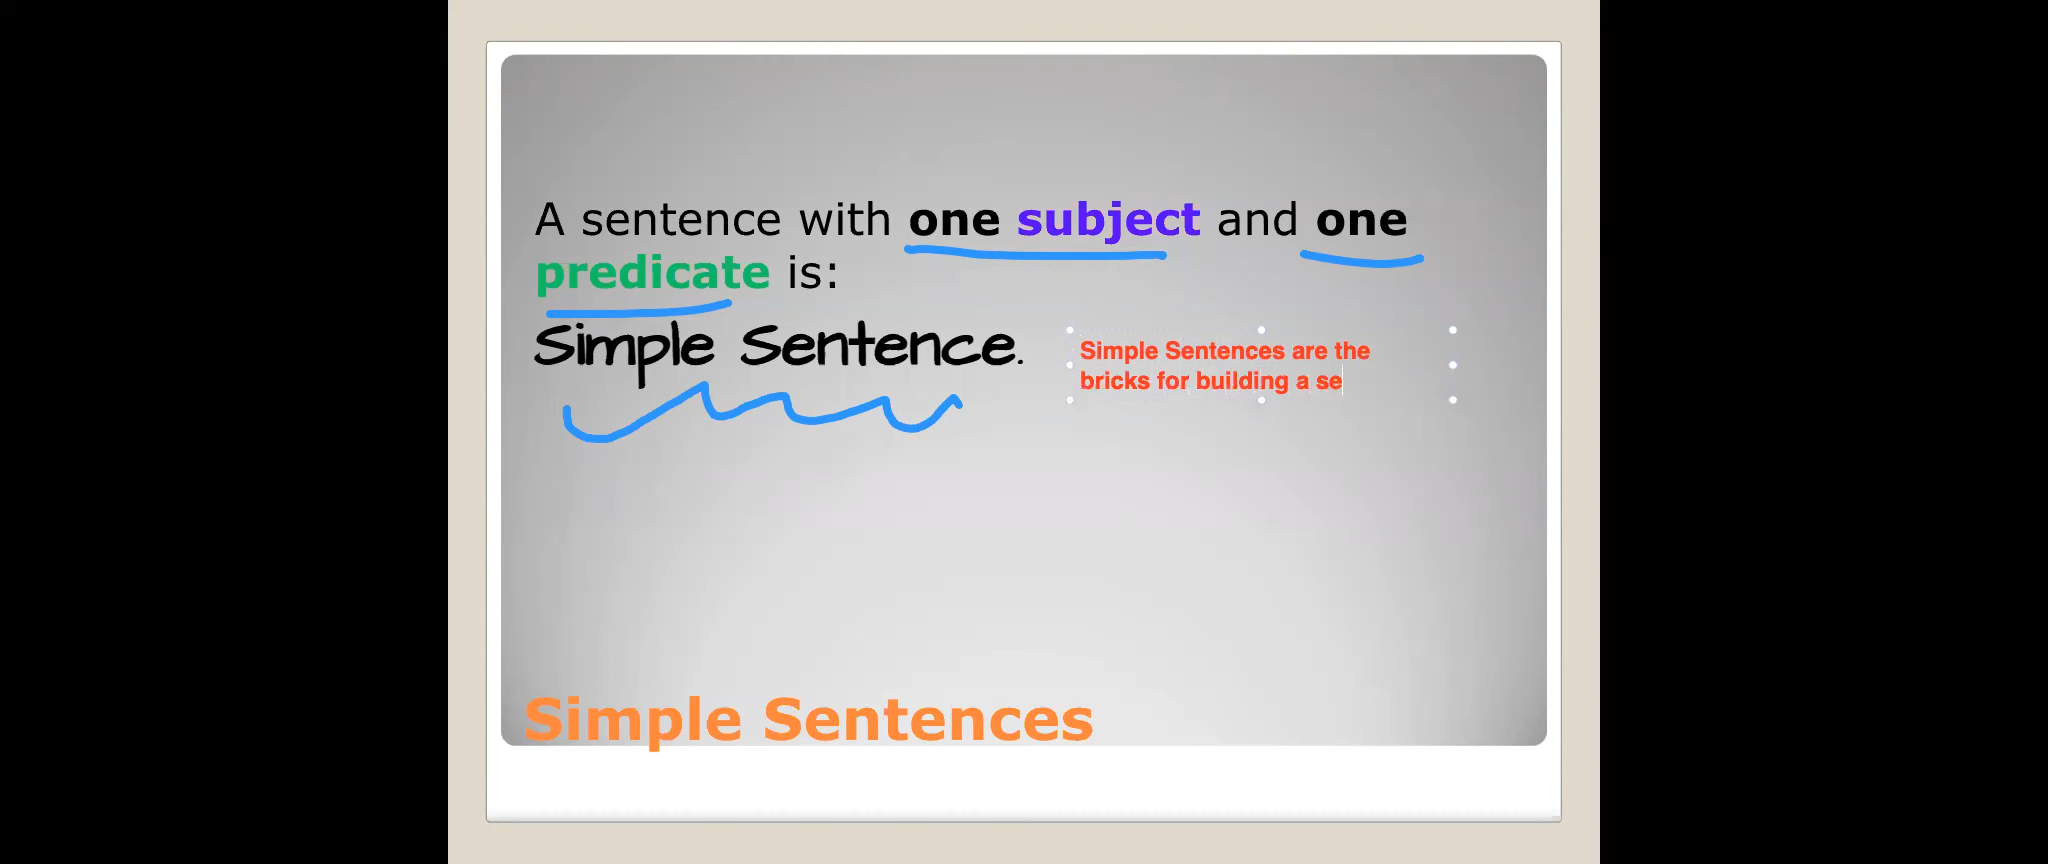 A sentence with one subject and one
predicate is:
Simple Sentence.
Simple Sentences are the
bricks for building a se
Simple Sentences